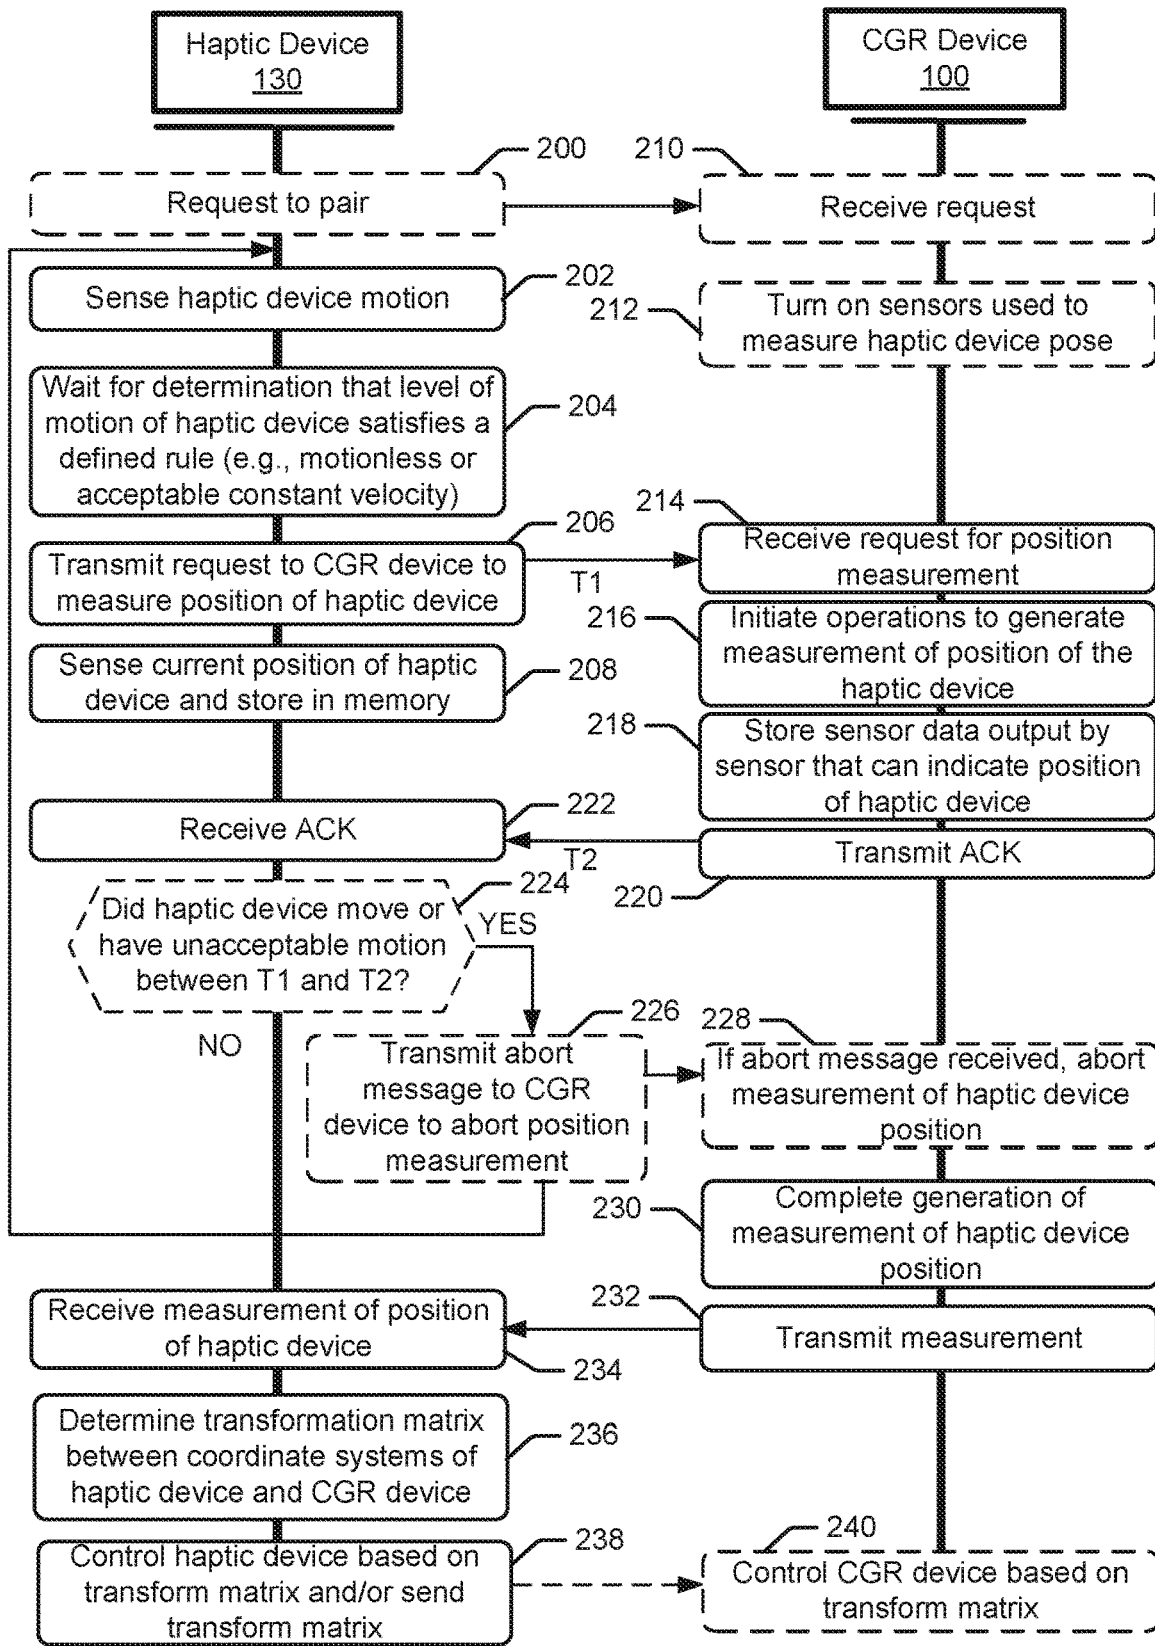 Haptic Device
130
CGR Device
100
200
210
Request to pair
Receive request
202
Sense haptic device motion
212
Turn on sensors used to
measure haptic device pose
Wait for determination that level of
motion of haptic device satisfies a
defined rule (e.g., motionless or
acceptable constant velocity)
204
206
214
Transmit request to CGR device to
measure position of haptic device
T1
Receive request for position
measurement
216
Initiate operations to generate
measurement of position of the
haptic device
Sense current position of haptic
device and store in memory
208
218
Store sensor data output by
sensor that can indicate position
of haptic device
222
Receive ACK
T2
Transmit ACK
220
224
Did haptic device move or
have unacceptable motion
between T1 and T2?
YES
NO
226
228
Transmit abort
message to CGR
device to abort position
measurement
If abort message received, abort
measurement of haptic device
position
230
Complete generation of
measurement of haptic device
position
232
Receive measurement of position
of haptic device
Transmit measurement
234
Determine transformation matrix
between coordinate systems of
haptic device and CGR device
236
238
240
Control haptic device based on
transform matrix and/or send
transform matrix
Control CGR device based on
transform matrix